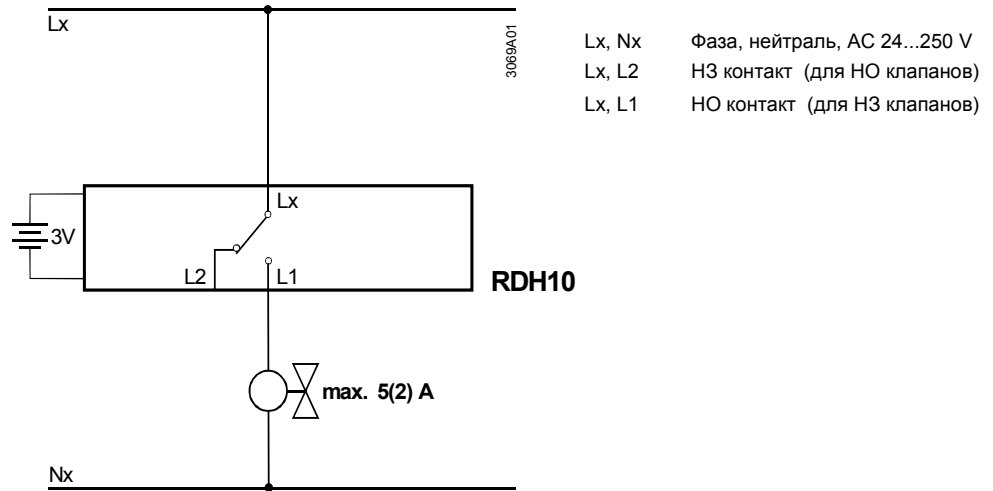 Lx
3069A01
Lx, Nx Фаза, нейтраль, AC 24...250 V
Lx, L2 НЗ контакт (для НО клапанов)
Lx, L1 НО контакт (для НЗ клапанов)
Lx
3V
L2 L1
RDH10
max. 5(2) A
Nx